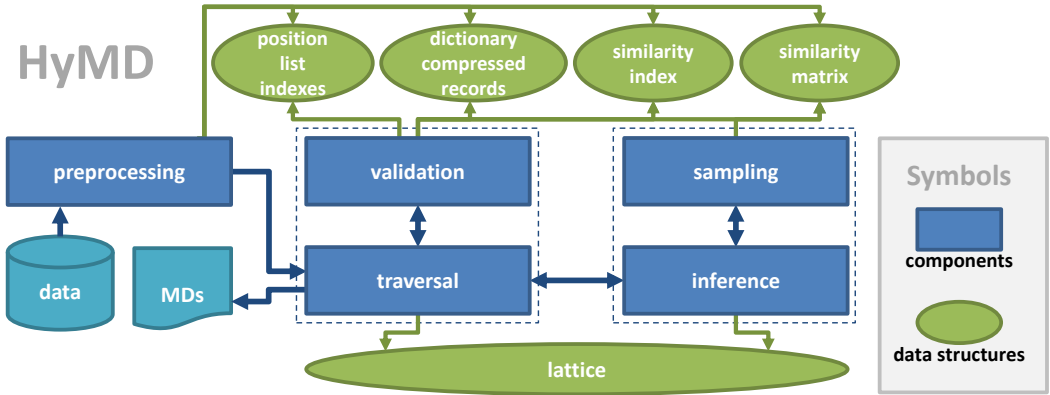 HyMD
position
list
indexes
dictionary
compressed
records
similarity
index
similarity
matrix
preprocessing
validation
sampling
Symbols
components
data
MDs
traversal
inference
data structures
lattice